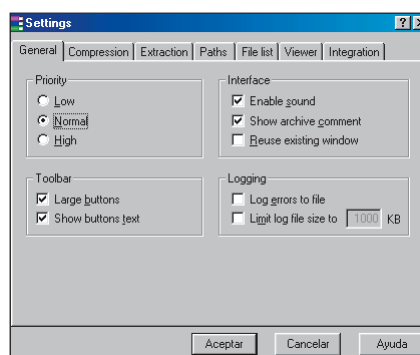 Settings
General Compression Extraction Paths File list Viewer Integration
Priority
Low
Normal
High
Interface
Enable sound
Show archive comment
Reuse existing window
Toolbar
Large buttons
Show buttons text
Logging
Log errors to file
Limit log file size to 1000 KB
Aceptar Cancelar Ayuda